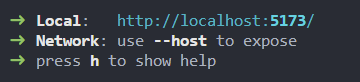 ➜ Local: http://localhost:5173/
➜ Network: use --host to expose
➜ press h to show help